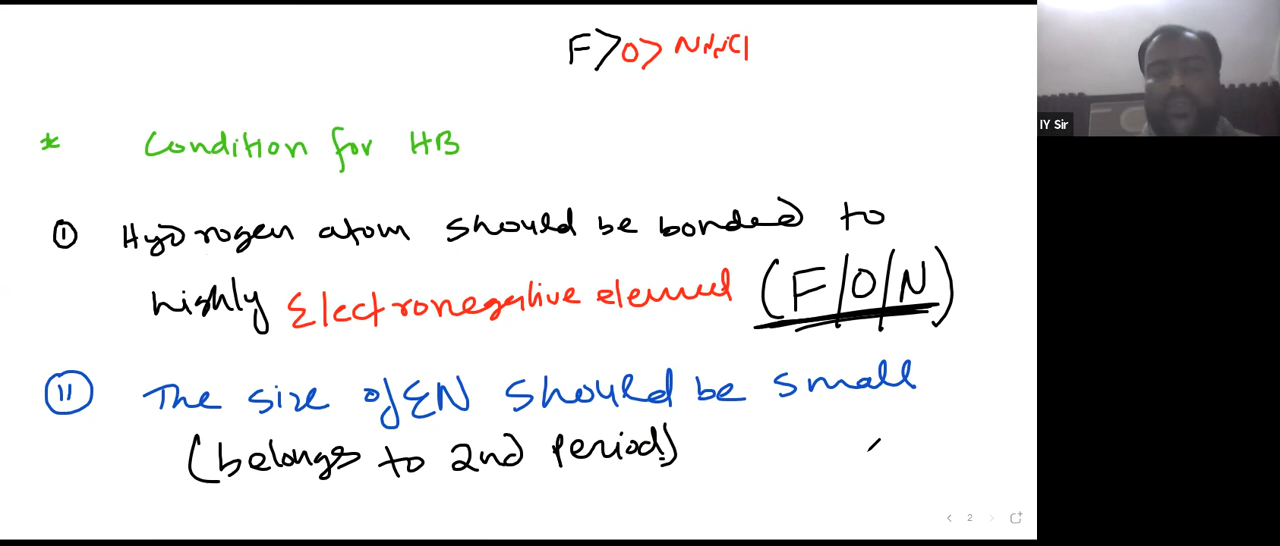 F>O>N~Cl
IY Sir
* Condition for HB
① Hydrogen atom should be bonded to
highly Electronegative element (F/O/N)
⑪ The size of EN should be small
(belongs to 2nd period)
2